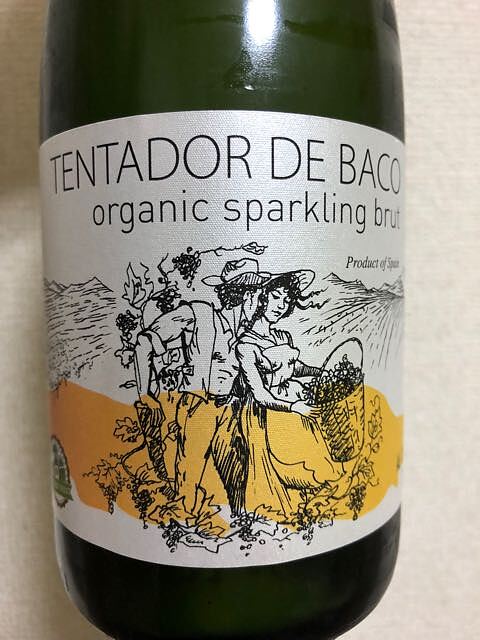 TENTADOR DE BACO
organic sparkling brut
Product of Spain